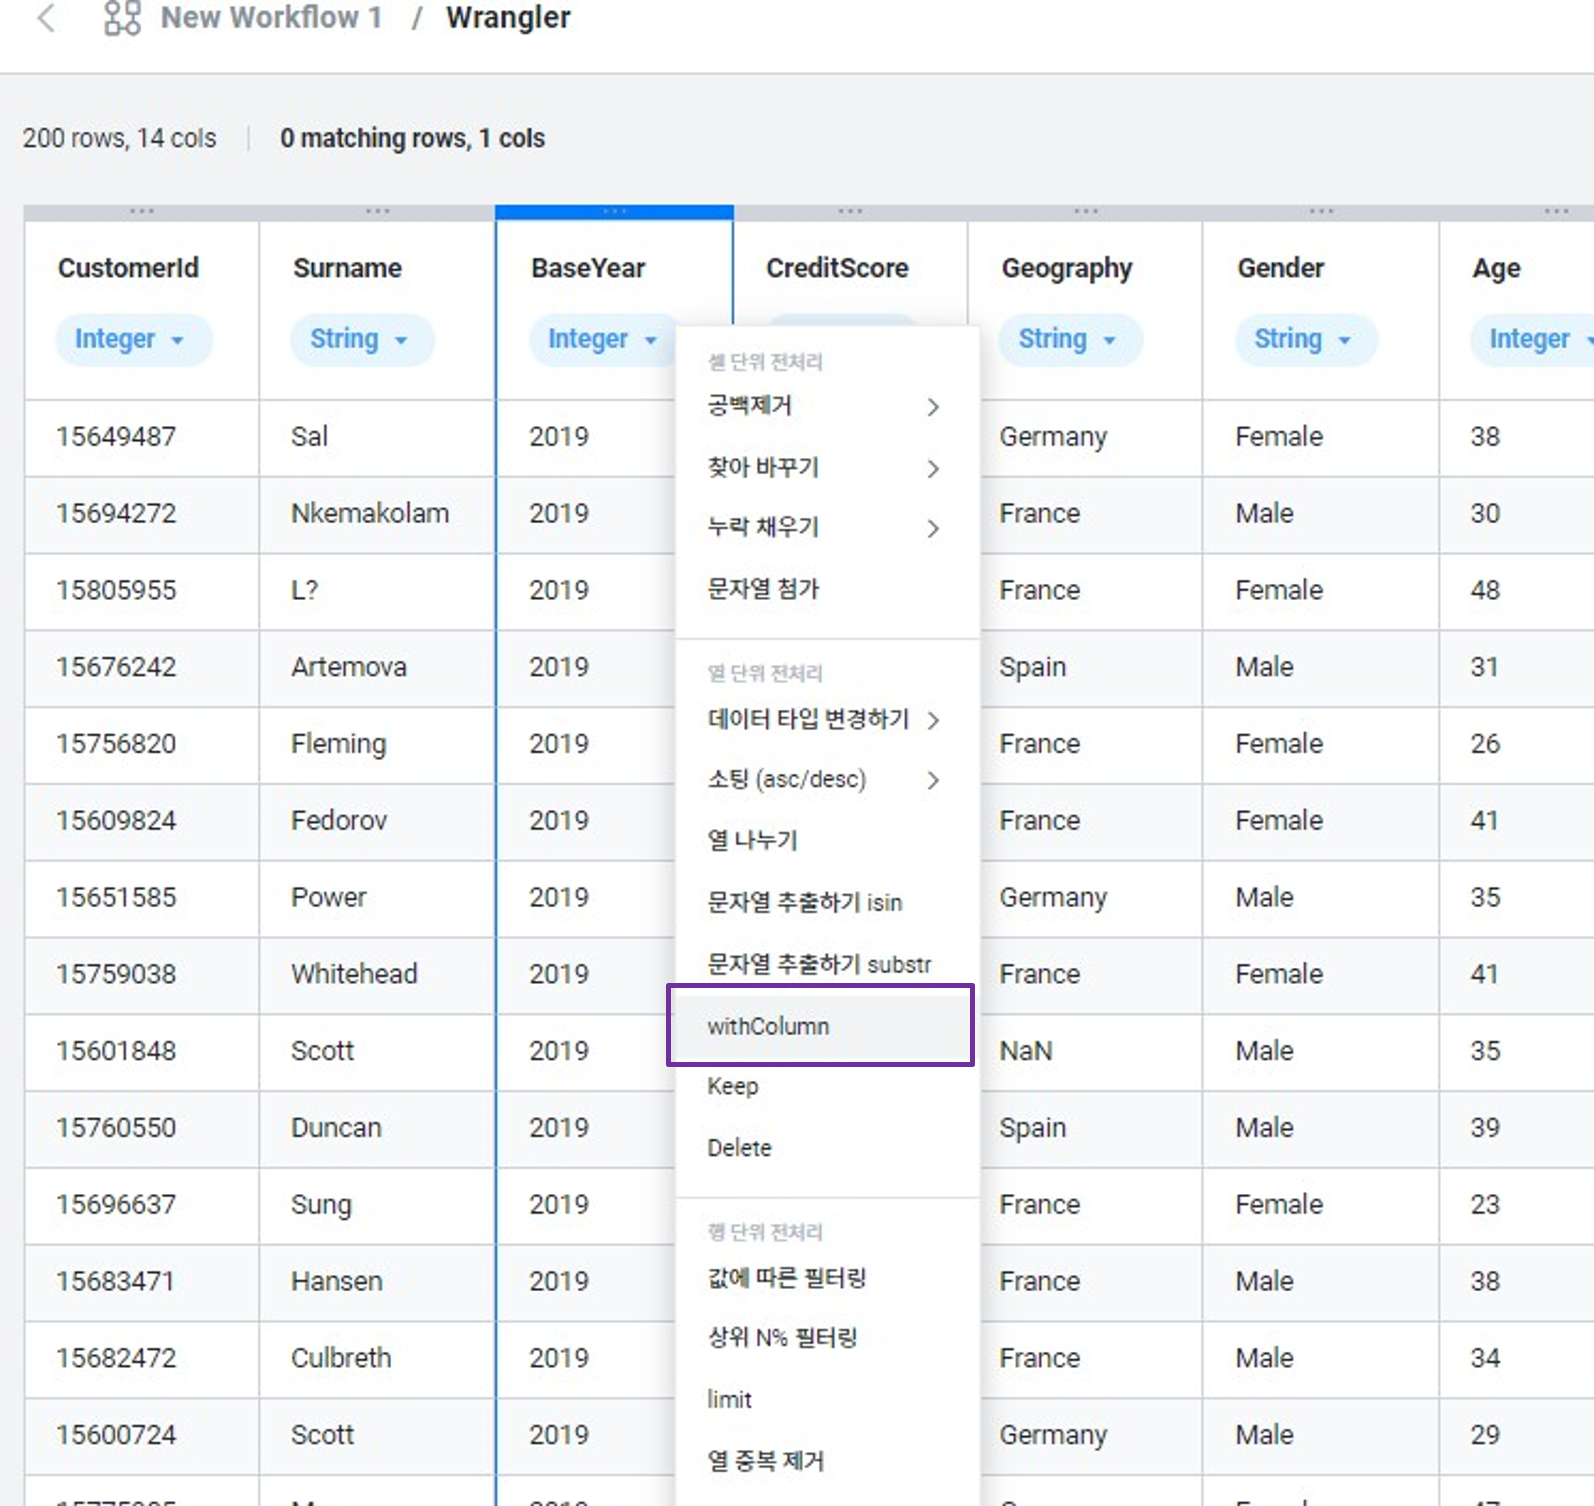 New Workflow 1 / Wrangler
200 rows, 14 cols 0 matching rows, 1 cols
CustomerId Surname BaseYear CreditScore Geography Gender Age
Integer String Integer String String Integer
15649487 Sal 2019 Germany Female 38
15694272 Nkemakolam 2019 France Male 30
15805955 L? 2019 France Female 48
15676242 Artemova 2019 Spain Male 31
15756820 Fleming 2019 France Female 26
15609824 Fedorov 2019 France Female 41
15651585 Power 2019 Germany Male 35
15759038 Whitehead 2019 France Female 41
15601848 Scott 2019 NaN Male 35
15760550 Duncan 2019 Spain Male 39
15696637 Sung 2019 France Female 23
15683471 Hansen 2019 France Male 38
15682472 Culbreth 2019 France Male 34
15600724 Scott 2019 Germany Male 29
셀 단위 전처리
공백제거
찾아 바꾸기
누락 채우기
문자열 첨가
열 단위 전처리
데이터 타입 변경하기
소팅 (asc/desc)
열 나누기
문자열 추출하기 isin
문자열 추출하기 substr
withColumn
Keep
Delete
행 단위 전처리
값에 따른 필터링
상위 N% 필터링
limit
열 중복 제거